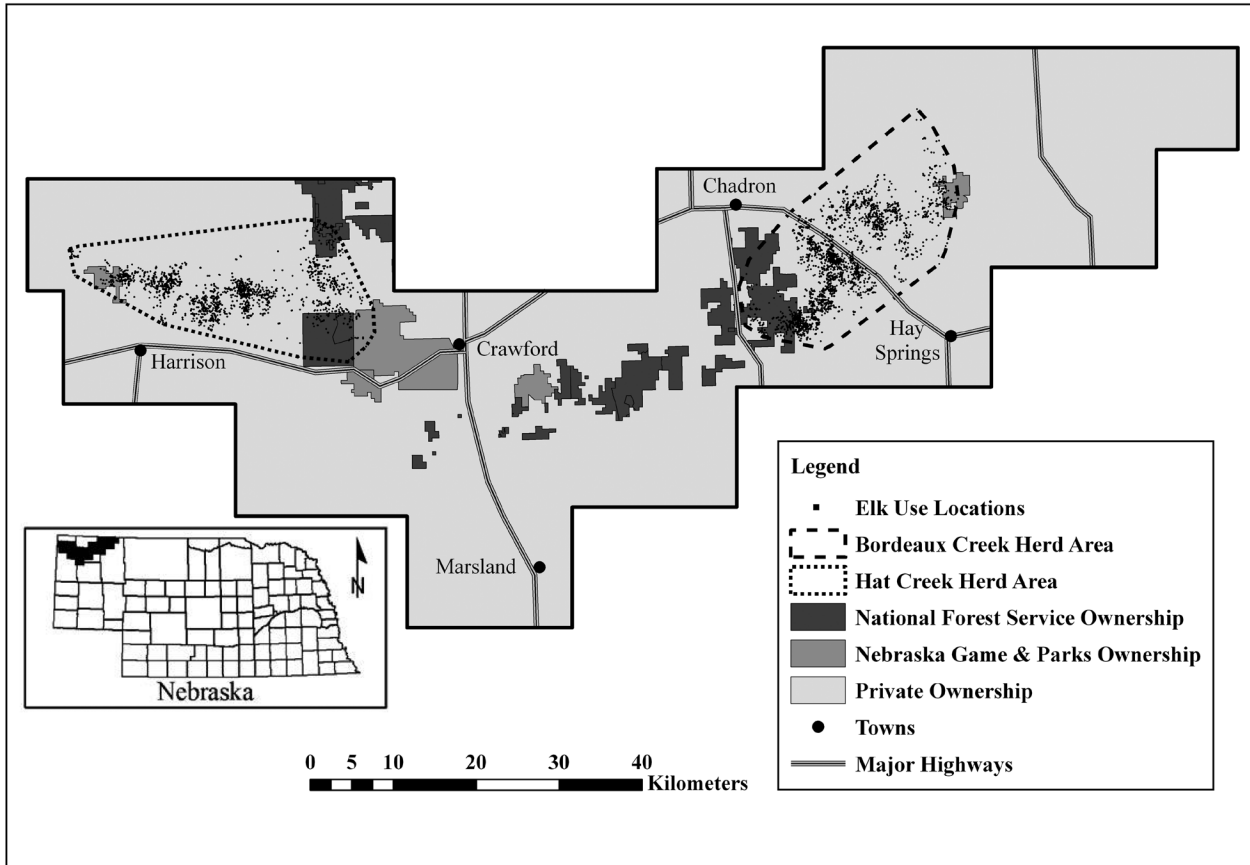 Chadron
Hay
Springs
Harrison
Crawford
Marsland
Legend
Elk Use Locations
Bordeaux Creek Herd Area
Hat Creek Herd Area
National Forest Service Ownership
Nebraska Game & Parks Ownership
Private Ownership
Towns
Major Highways
N
Nebraska
0 5 10 20 30 40
Kilometers